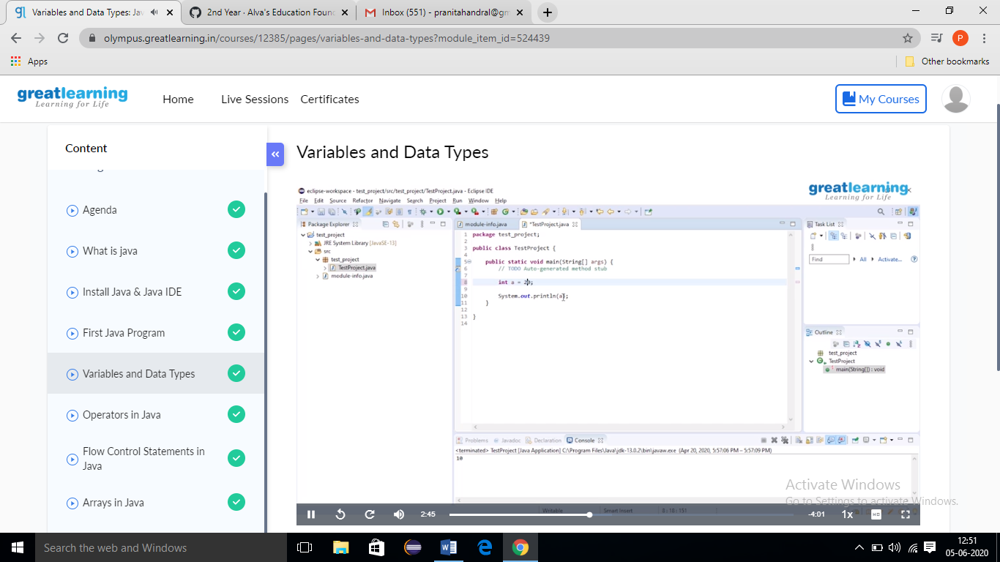 Variables and Data Types: Jav
2nd Year · Alva's Education Foun
Inbox (551) - pranitahandral@gm
olympus.greatlearning.in/courses/12385/pages/variables-and-data-types?module_item_id=524439
P
Apps
Other bookmarks
greatlearning
Learning for Life
Home
Live Sessions
Certificates
My Courses
Content
Agenda
What is java
Install Java & Java IDE
First Java Program
Variables and Data Types
Operators in Java
Flow Control Statements in
Java
Arrays in Java
Variables and Data Types
eclipse-workspace - test_project/src/test_project/TestProject.java - Eclipse IDE
greatlearning
Learning for Life
File Edit Source Refactor Navigate Search Project Run Window Help
Package Explorer
test_project
JRE System Library [JavaSE-13]
src
test_project
TestProject.java
module-info.java
module-info.java
*TestProject.java
1 package test_project;
2
3 public class TestProject {
4
5 public static void main(String[] args) {
6 // TODO Auto-generated method stub
7
8 int a = 20;
9
10 System.out.println(a);
11 }
12
13 }
14
Task List
Find
All
Activate...
Outline
test_project
TestProject
main(String[]) : void
Problems
Javadoc
Declaration
Console
<terminated> TestProject [Java Application] C:\Program Files\Java\jdk-13.0.2\bin\javaw.exe (Apr 20, 2020, 5:57:06 PM – 5:57:09 PM)
10
Writable
Smart Insert
8 : 18 : 151
Activate Windows
Go to Settings to activate Windows.
2:45
-4:01
1x
HD
Search the web and Windows
12:51
05-06-2020